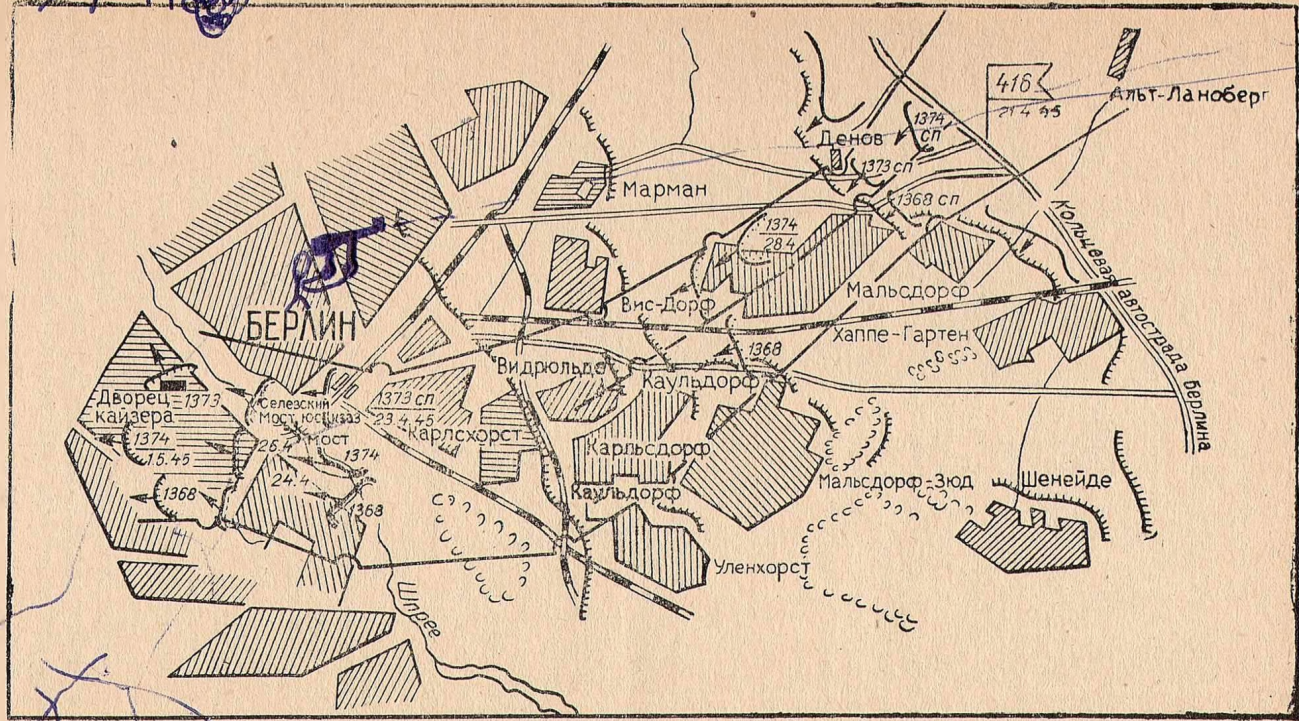 416
21 4 45
Альт-Ланоберг
1374
сп
Денов
1373 сп
Марман
1368 сп
1374
28.4
Кольцевая автострада Берлина
Вис-Дорф
Мальсдорф
БЕРЛИН
Хаппе-Гартен
1368
Видрюльдс
Каульдорф
Дворец
кайзера
1373
Селезский
мост
1373 сп
23.4.45
Карлсхорст
26.4
мост
1374
1.5.45
1374
24.4
Карльсдорф
1368
1368
Каульдорф
Мальсдорф-Зюд
Шенейде
Уленхорст
Шпрее